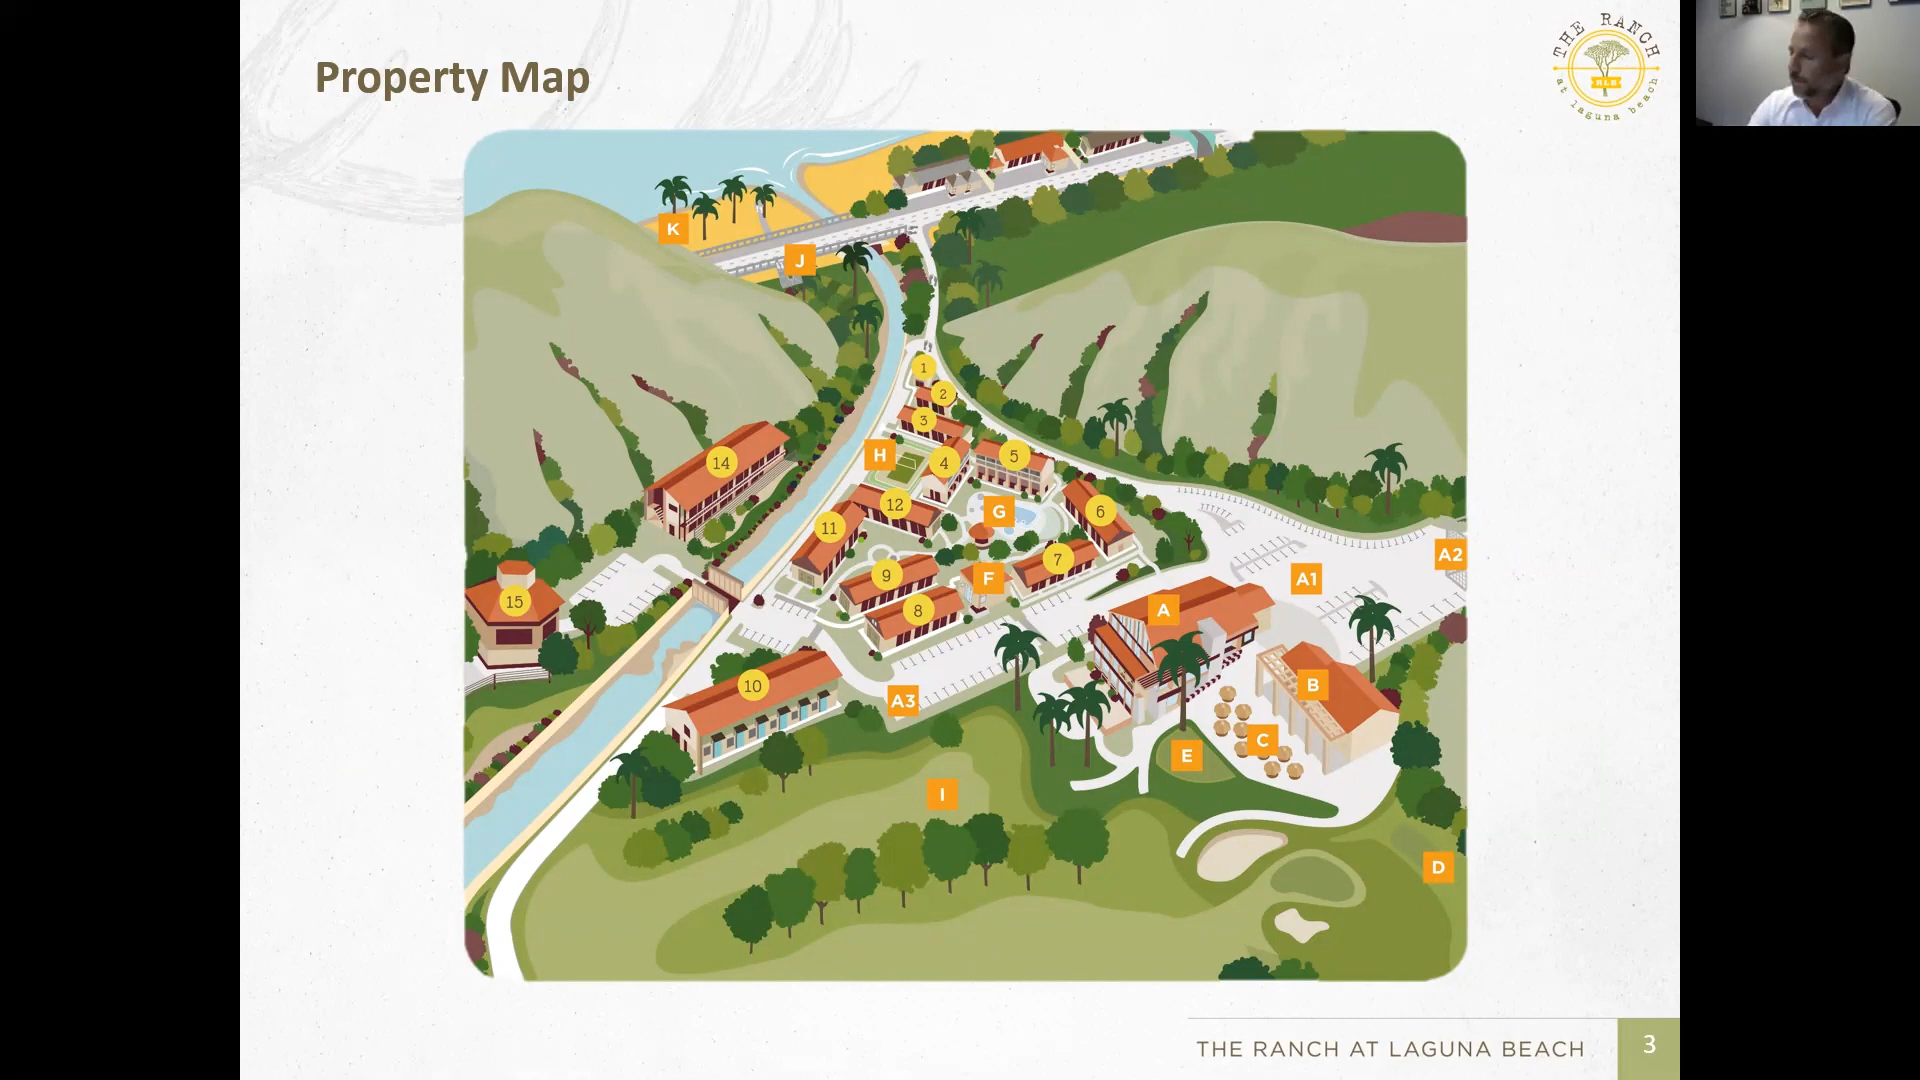 Property Map
THE RANCH
RLB
at laguna beach
K
J
1
2
3
H
4
5
14
G
12
6
11
A2
7
9
F
A1
15
8
A
10
B
A3
C
E
I
D
THE RANCH AT LAGUNA BEACH
3